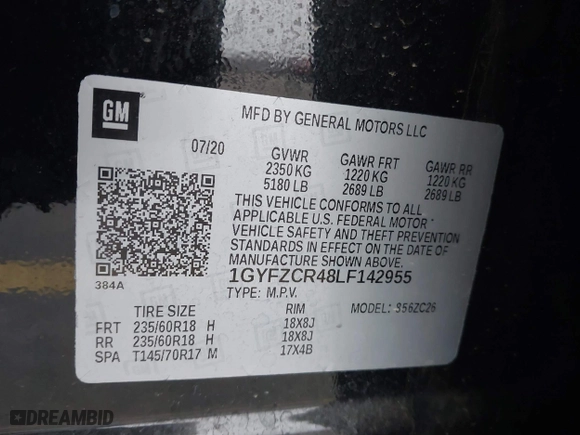 GM
MFD BY GENERAL MOTORS LLC
07/20
GVWR
2350 KG
5180 LB
GAWR FRT
1220 KG
2689 LB
GAWR RR
1220 KG
2689 LB
THIS VEHICLE CONFORMS TO ALL
APPLICABLE U.S. FEDERAL MOTOR
VEHICLE SAFETY AND THEFT PREVENTION
STANDARDS IN EFFECT ON THE DATE OF
MANUFACTURE SHOWN ABOVE.
1GYFZCR48LF142955
TYPE: M.P.V.
MODEL: S56ZC26
384A
TIRE SIZE RIM
FRT 235/60R18 H 18X8J
RR 235/60R18 H 18X8J
SPA T145/70R17 M 17X4B
DREAMBID